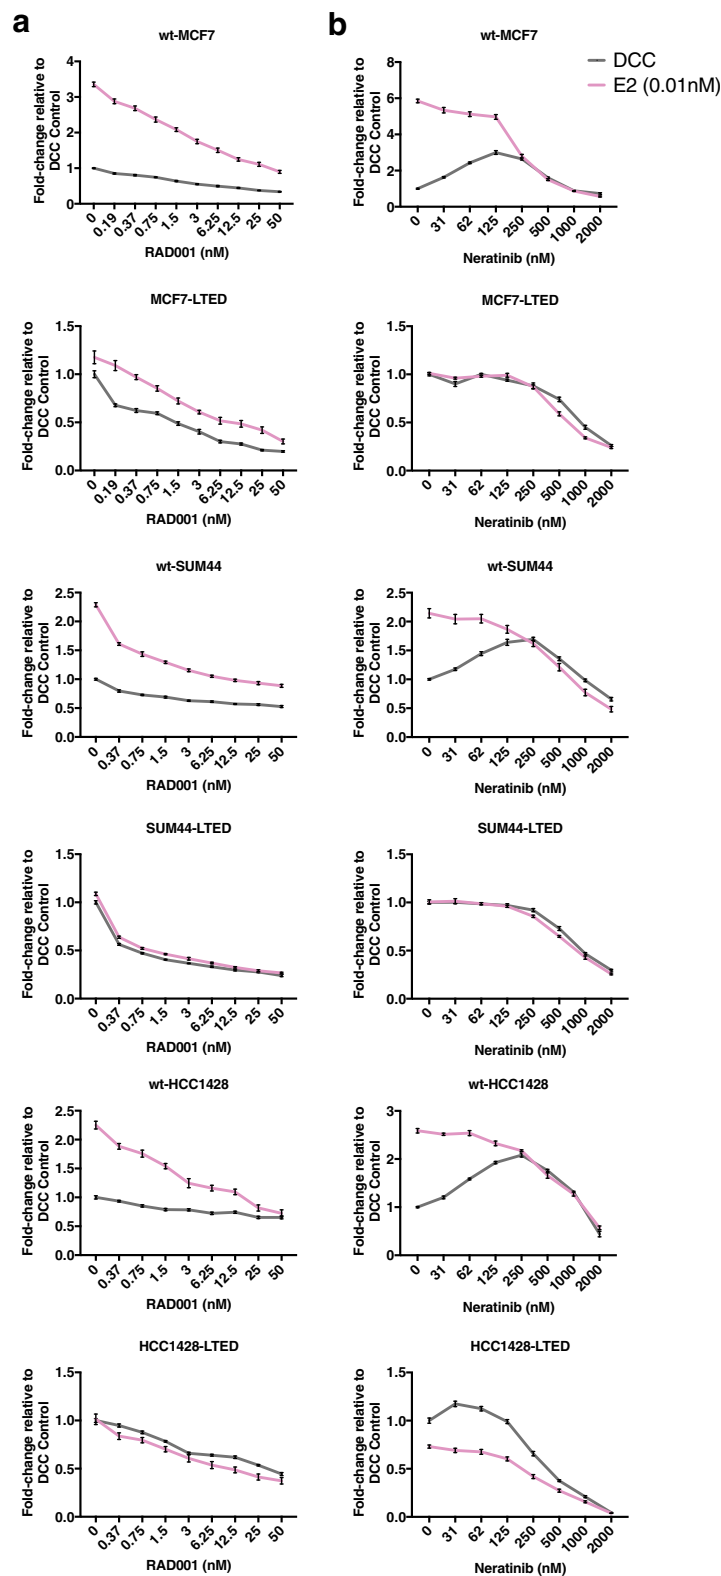 a
wt-MCF7
Fold-change relative to
DCC Control
4
3
2
1
0
0 0.19 0.37 0.75 1.5 3 6.25 12.5 25 50
RAD001 (nM)
b
wt-MCF7
DCC
E2 (0.01nM)
Fold-change relative to
DCC Control
8
6
4
2
0
0 31 62 125 250 500 1000 2000
Neratinib (nM)
MCF7-LTED
Fold-change relative to
DCC Control
1.5
1.0
0.5
0.0
0 0.19 0.37 0.75 1.5 3 6.25 12.5 25 50
RAD001 (nM)
MCF7-LTED
Fold-change relative to
DCC Control
1.5
1.0
0.5
0.0
0 31 62 125 250 500 1000 2000
Neratinib (nM)
wt-SUM44
Fold-change relative to
DCC Control
2.5
2.0
1.5
1.0
0.5
0.0
0 0.37 0.75 1.5 3 6.25 12.5 25 50
RAD001 (nM)
wt-SUM44
Fold-change relative to
DCC Control
2.5
2.0
1.5
1.0
0.5
0.0
0 31 62 125 250 500 1000 2000
Neratinib (nM)
SUM44-LTED
Fold-change relative to
DCC Control
1.5
1.0
0.5
0.0
0 0.37 0.75 1.5 3 6.25 12.5 25 50
RAD001 (nM)
SUM44-LTED
Fold-change relative to
DCC Control
1.5
1.0
0.5
0.0
0 31 62 125 250 500 1000 2000
Neratinib (nM)
wt-HCC1428
Fold-change relative to
DCC Control
2.5
2.0
1.5
1.0
0.5
0.0
0 0.37 0.75 1.5 3 6.25 12.5 25 50
RAD001 (nM)
wt-HCC1428
Fold-change relative to
DCC Control
3
2
1
0
0 31 62 125 250 500 1000 2000
Neratinib (nM)
HCC1428-LTED
Fold-change relative to
DCC Control
1.5
1.0
0.5
0.0
0 0.37 0.75 1.5 3 6.25 12.5 25 50
RAD001 (nM)
HCC1428-LTED
Fold-change relative to
DCC Control
1.5
1.0
0.5
0.0
0 31 62 125 250 500 1000 2000
Neratinib (nM)